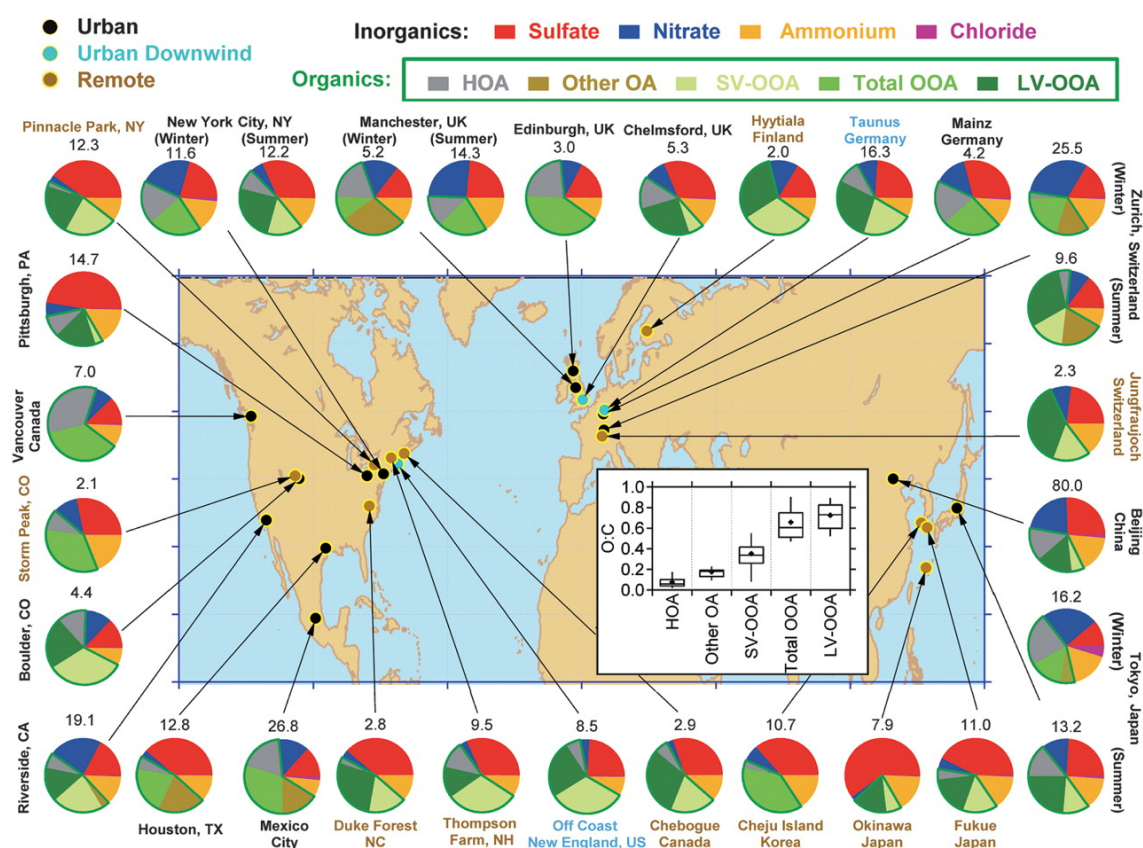 Urban
Urban Downwind
Remote
Inorganics: Sulfate Nitrate Ammonium Chloride
Organics: HOA Other OA SV-OOA Total OOA LV-OOA
Pinnacle Park, NY
12.3
New York City, NY
(Winter) (Summer)
11.6 12.2
Manchester, UK
(Winter) (Summer)
5.2 14.3
Edinburgh, UK
3.0
Chelmsford, UK
5.3
Hyytiala
Finland
2.0
Taunus
Germany
16.3
Mainz
Germany
4.2
25.5
Zurich, Switzerland
(Winter) (Summer)
9.6
Pittsburgh, PA
14.7
Vancouver
Canada
7.0
Storm Peak, CO
2.1
Boulder, CO
4.4
Riverside, CA
19.1
Jungfraujoch
Switzerland
2.3
Beijing
China
80.0
Tokyo, Japan
(Winter) (Summer)
16.2
13.2
O:C
1.0
0.8
0.6
0.4
0.2
0.0
HOA
Other OA
SV-OOA
Total OOA
LV-OOA
12.8
Houston, TX
26.8
Mexico
City
2.8
Duke Forest
NC
9.5
Thompson
Farm, NH
8.5
Off Coast
New England, US
2.9
Chebogue
Canada
10.7
Cheju Island
Korea
7.9
Okinawa
Japan
11.0
Fukue
Japan